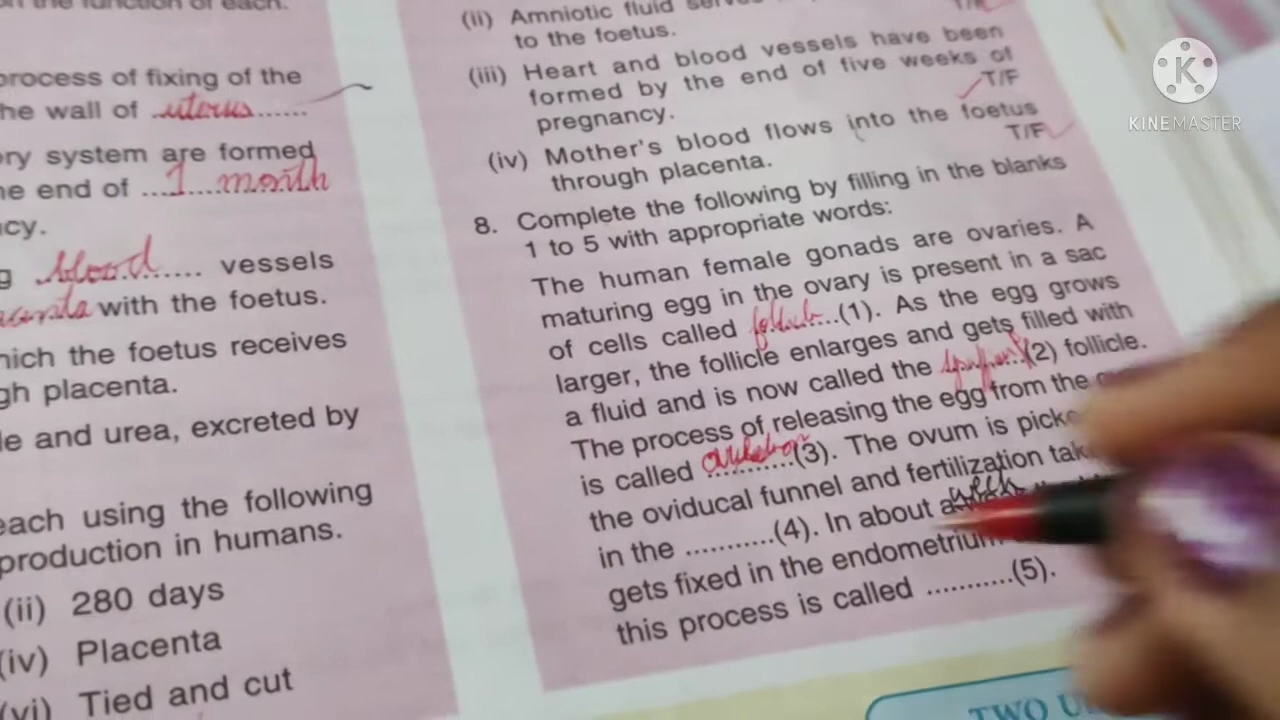 process of fixing of the
he wall of uterus
ory system are formed
he end of ....1.... month
cy.
g blood ..... vessels
with the foetus.
hich the foetus receives
gh placenta.
le and urea, excreted by
each using the following
production in humans.
(ii) 280 days
(iv) Placenta
(vi) Tied and cut
(ii) Amniotic fluid
to the foetus.
(iii) Heart and blood vessels have been
formed by the end of five weeks of
pregnancy. T/F
(iv) Mother's blood flows into the foetus
through placenta. T/F
8. Complete the following by filling in the blanks
1 to 5 with appropriate words:
The human female gonads are ovaries. A
maturing egg in the ovary is present in a sac
of cells called follicle...(1). As the egg grows
larger, the follicle enlarges and gets filled with
a fluid and is now called the (2) follicle.
The process of releasing the egg from the
is called ovulation...(3). The ovum is picke
the oviducal funnel and fertilization tak
in the ...........(4). In about a week
gets fixed in the endometrium
this process is called ...........(5).
TWO U
KINEMASTER